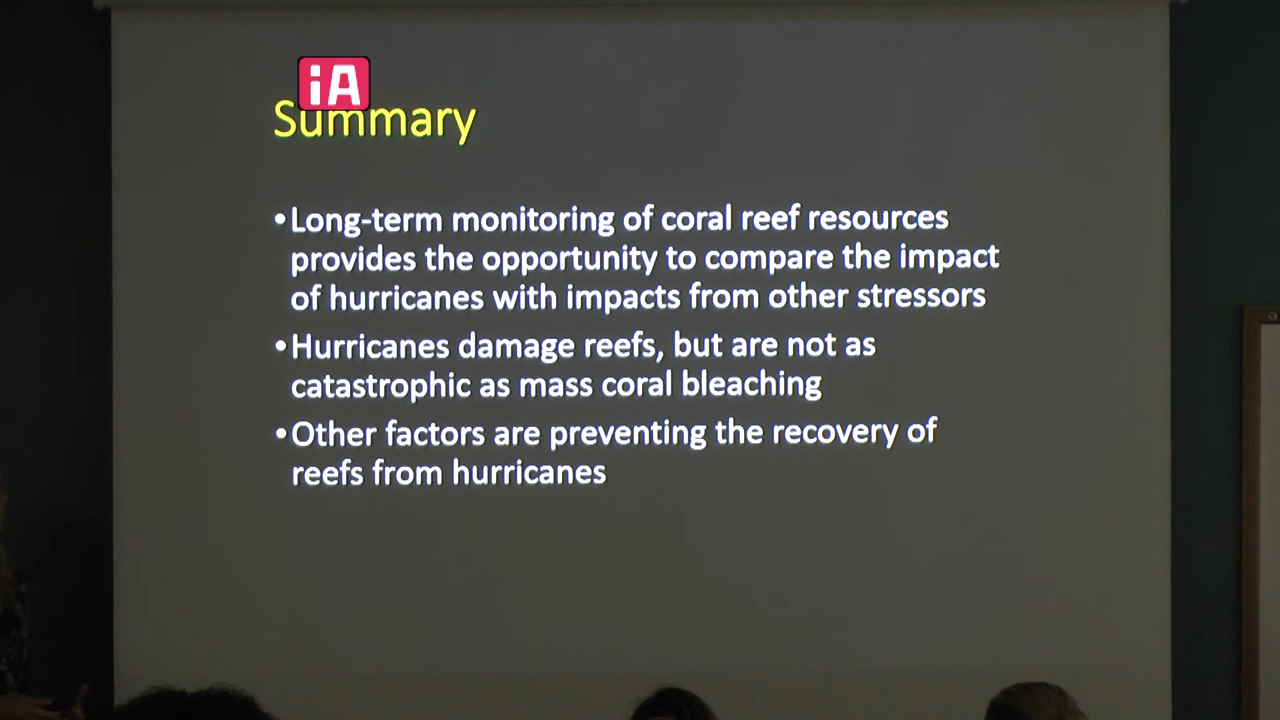 iA
Summary
•Long-term monitoring of coral reef resources
provides the opportunity to compare the impact
of hurricanes with impacts from other stressors
•Hurricanes damage reefs, but are not as
catastrophic as mass coral bleaching
•Other factors are preventing the recovery of
reefs from hurricanes